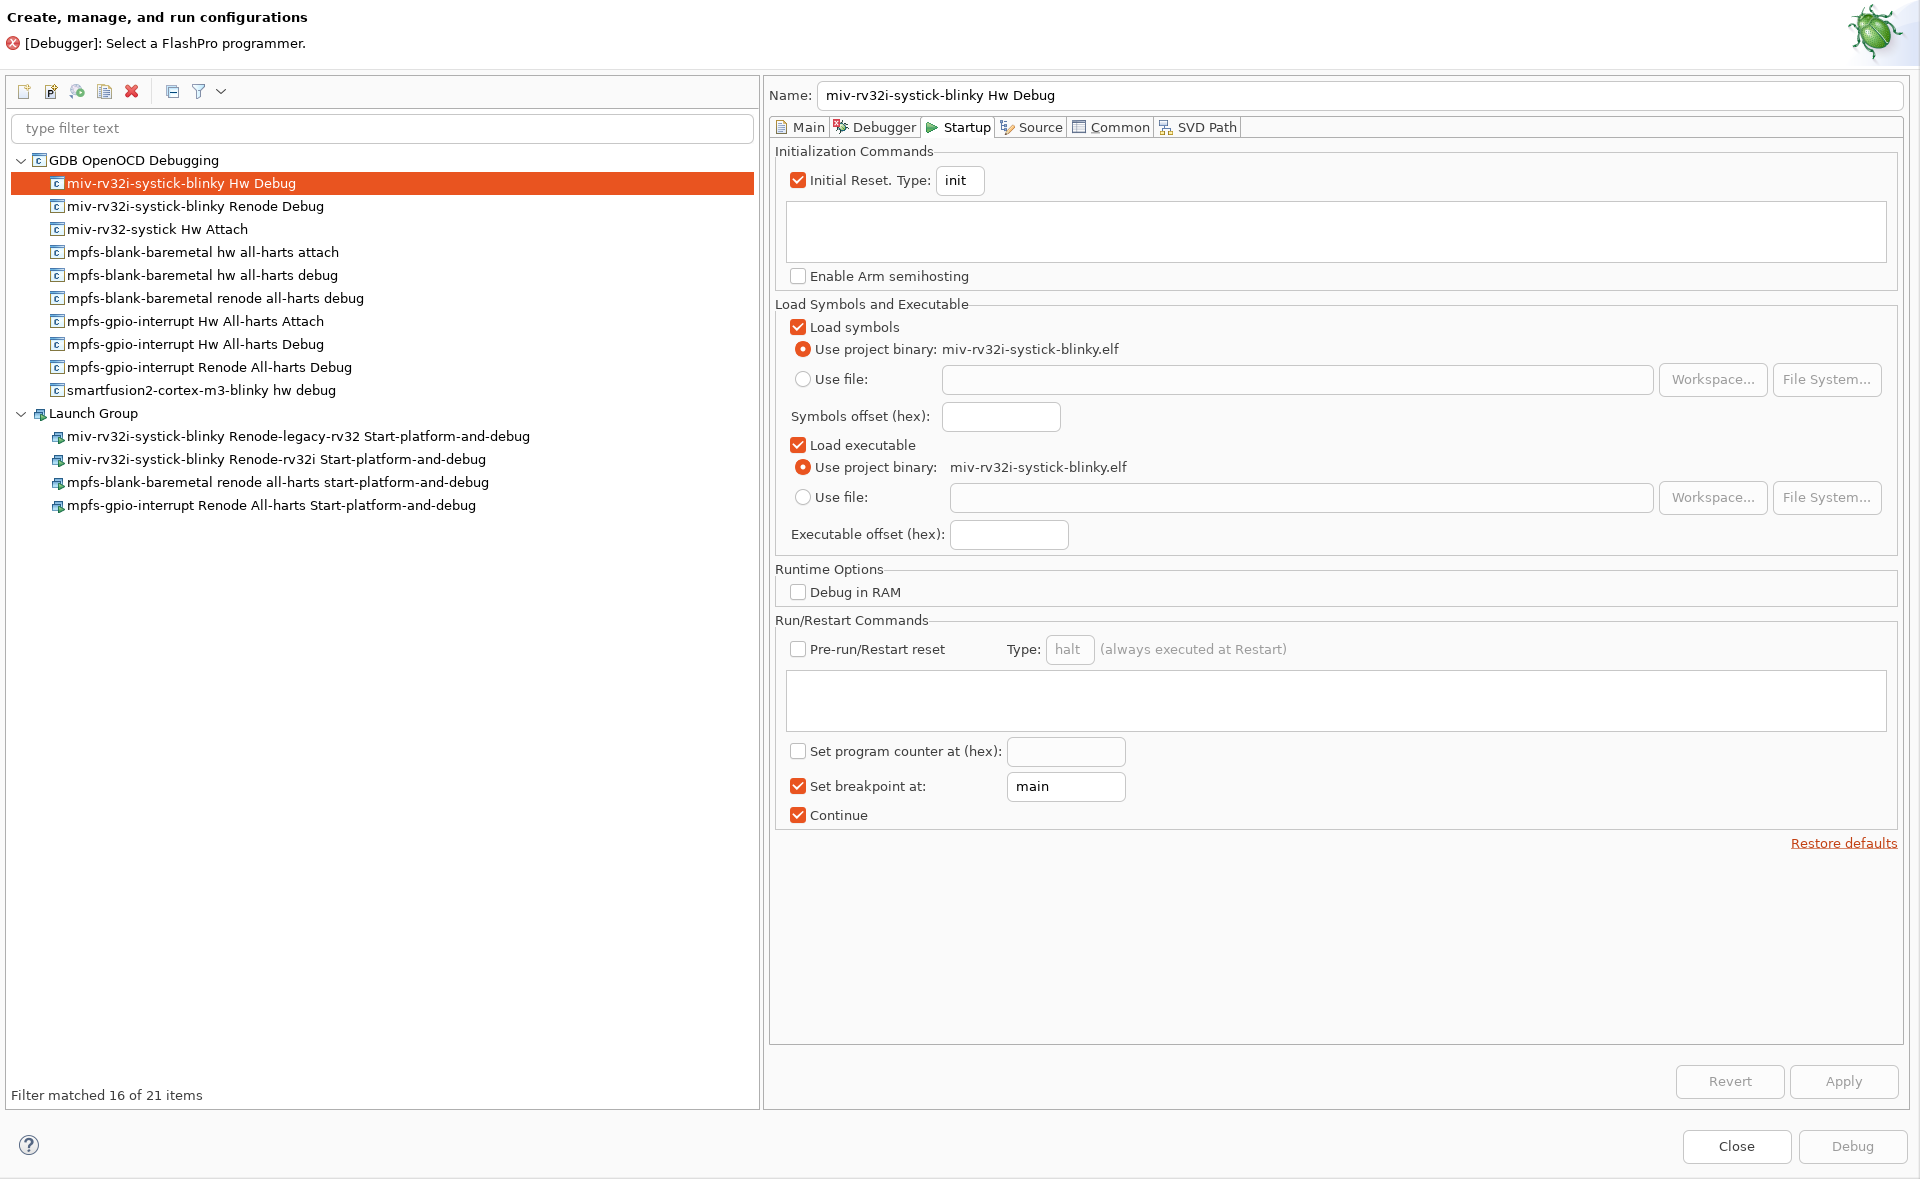 Create, manage, and run configurations
[Debugger]: Select a FlashPro programmer.
type filter text
GDB OpenOCD Debugging
miv-rv32i-systick-blinky Hw Debug
miv-rv32i-systick-blinky Renode Debug
miv-rv32-systick Hw Attach
mpfs-blank-baremetal hw all-harts attach
mpfs-blank-baremetal hw all-harts debug
mpfs-blank-baremetal renode all-harts debug
mpfs-gpio-interrupt Hw All-harts Attach
mpfs-gpio-interrupt Hw All-harts Debug
mpfs-gpio-interrupt Renode All-harts Debug
smartfusion2-cortex-m3-blinky hw debug
Launch Group
miv-rv32i-systick-blinky Renode-legacy-rv32 Start-platform-and-debug
miv-rv32i-systick-blinky Renode-rv32i Start-platform-and-debug
mpfs-blank-baremetal renode all-harts start-platform-and-debug
mpfs-gpio-interrupt Renode All-harts Start-platform-and-debug
Filter matched 16 of 21 items
Name: miv-rv32i-systick-blinky Hw Debug
Main Debugger Startup Source Common SVD Path
Initialization Commands
Initial Reset. Type: init
Enable Arm semihosting
Load Symbols and Executable
Load symbols
Use project binary: miv-rv32i-systick-blinky.elf
Use file: Workspace... File System...
Symbols offset (hex):
Load executable
Use project binary: miv-rv32i-systick-blinky.elf
Use file: Workspace... File System...
Executable offset (hex):
Runtime Options
Debug in RAM
Run/Restart Commands
Pre-run/Restart reset Type: halt (always executed at Restart)
Set program counter at (hex):
Set breakpoint at: main
Continue
Restore defaults
Revert Apply
Close Debug